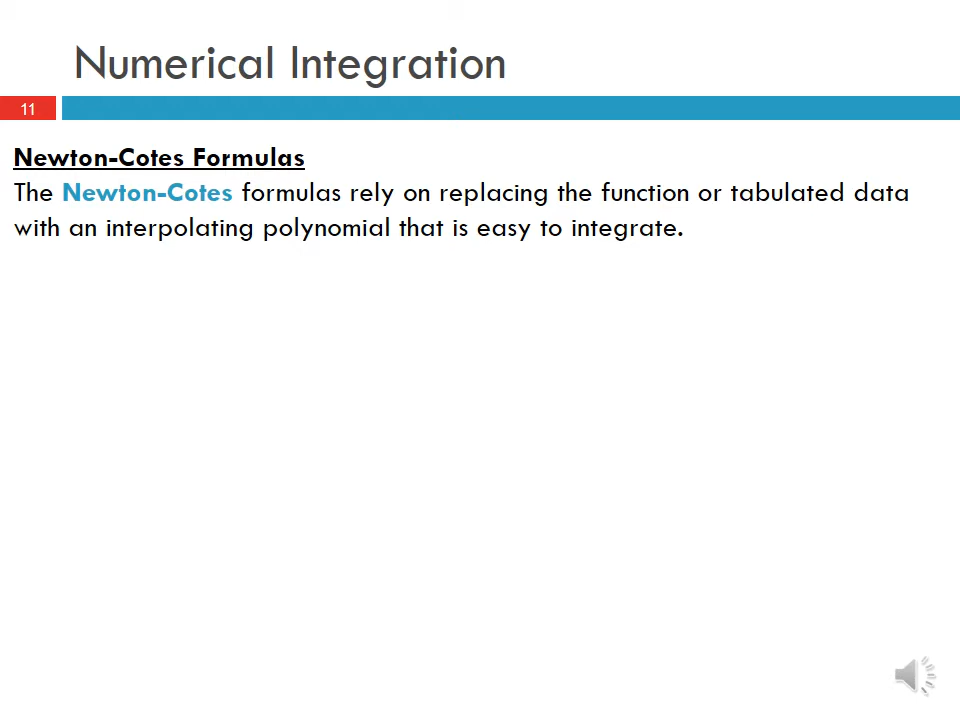 Numerical Integration
11
Newton-Cotes Formulas
The Newton-Cotes formulas rely on replacing the function or tabulated data
with an interpolating polynomial that is easy to integrate.